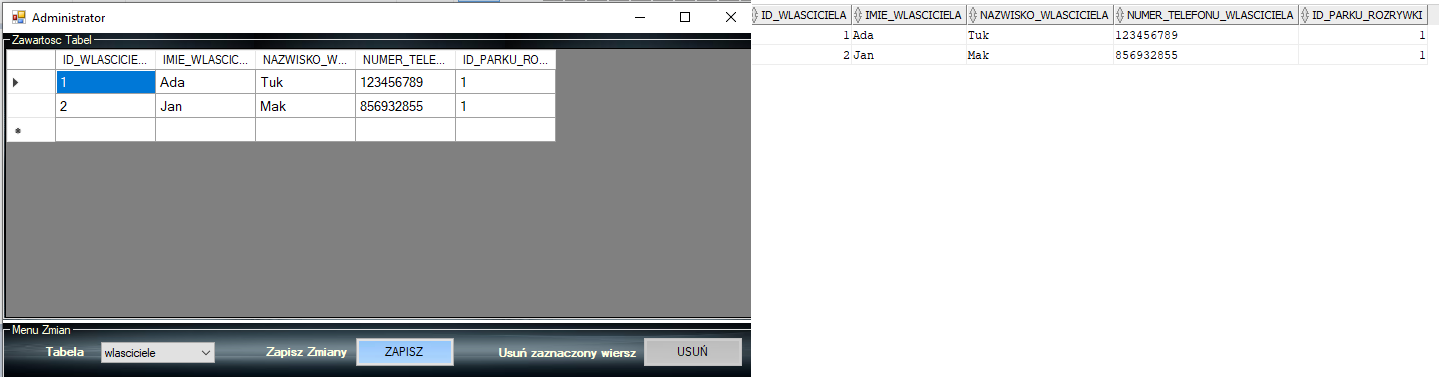 Administrator
Zawartosc Tabel
ID_WLASCICIE... IMIE_WLASCIC... NAZWISKO_W... NUMER_TELE... ID_PARKU_RO...
1 Ada Tuk 123456789 1
2 Jan Mak 856932855 1
Menu Zmian
Tabela wlasciciele Zapisz Zmiany ZAPISZ Usuń zaznaczony wiersz USUŃ
ID_WLASCICIELA IMIE_WLASCICIELA NAZWISKO_WLASCICIELA NUMER_TELEFONU_WLASCICIELA ID_PARKU_ROZRYWKI
1 Ada Tuk 123456789 1
2 Jan Mak 856932855 1